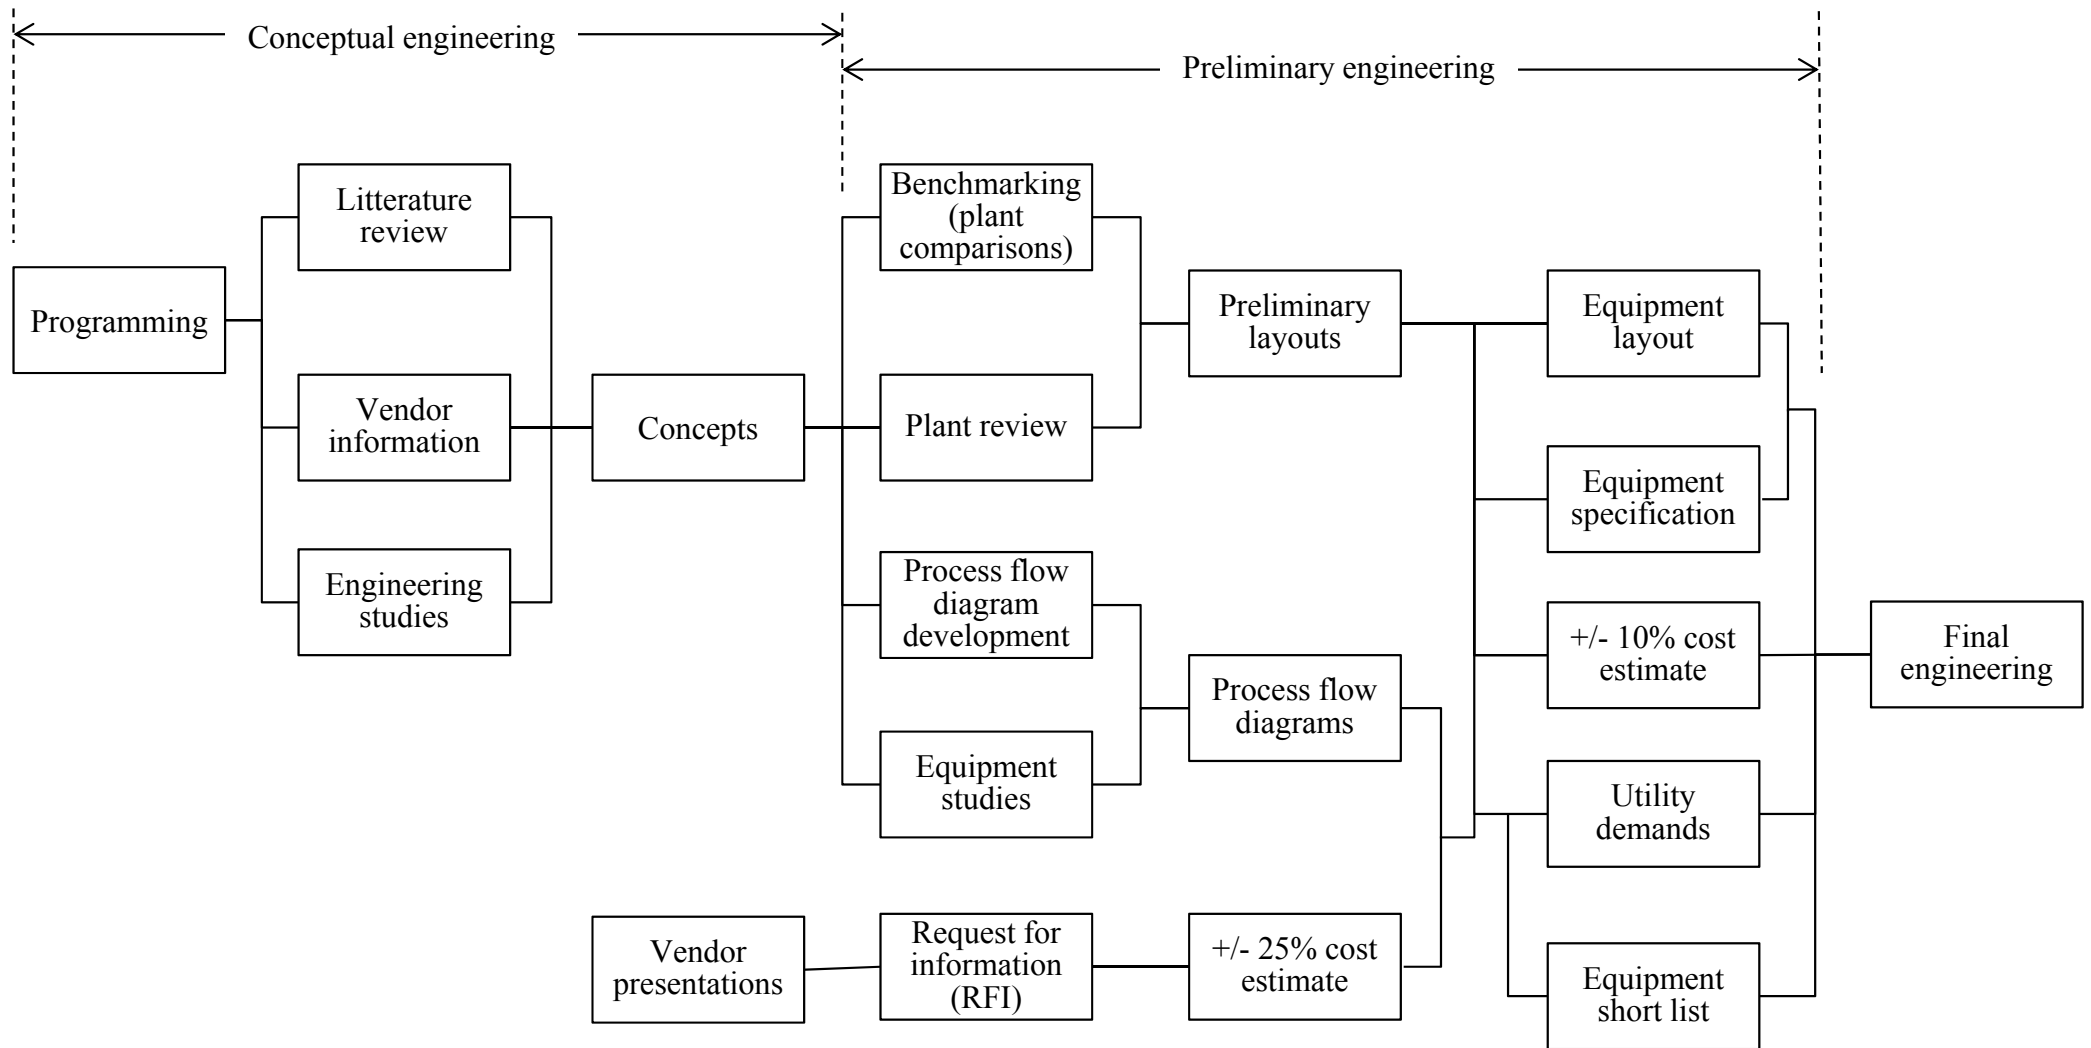 Conceptual engineering
Preliminary engineering
Programming
Litterature
review
Vendor
information
Engineering
studies
Concepts
Benchmarking
(plant
comparisons)
Plant review
Process flow
diagram
development
Equipment
studies
Vendor
presentations
Request for
information
(RFI)
Preliminary
layouts
Process flow
diagrams
+/- 25% cost
estimate
Equipment
layout
Equipment
specification
+/- 10% cost
estimate
Utility
demands
Equipment
short list
Final
engineering